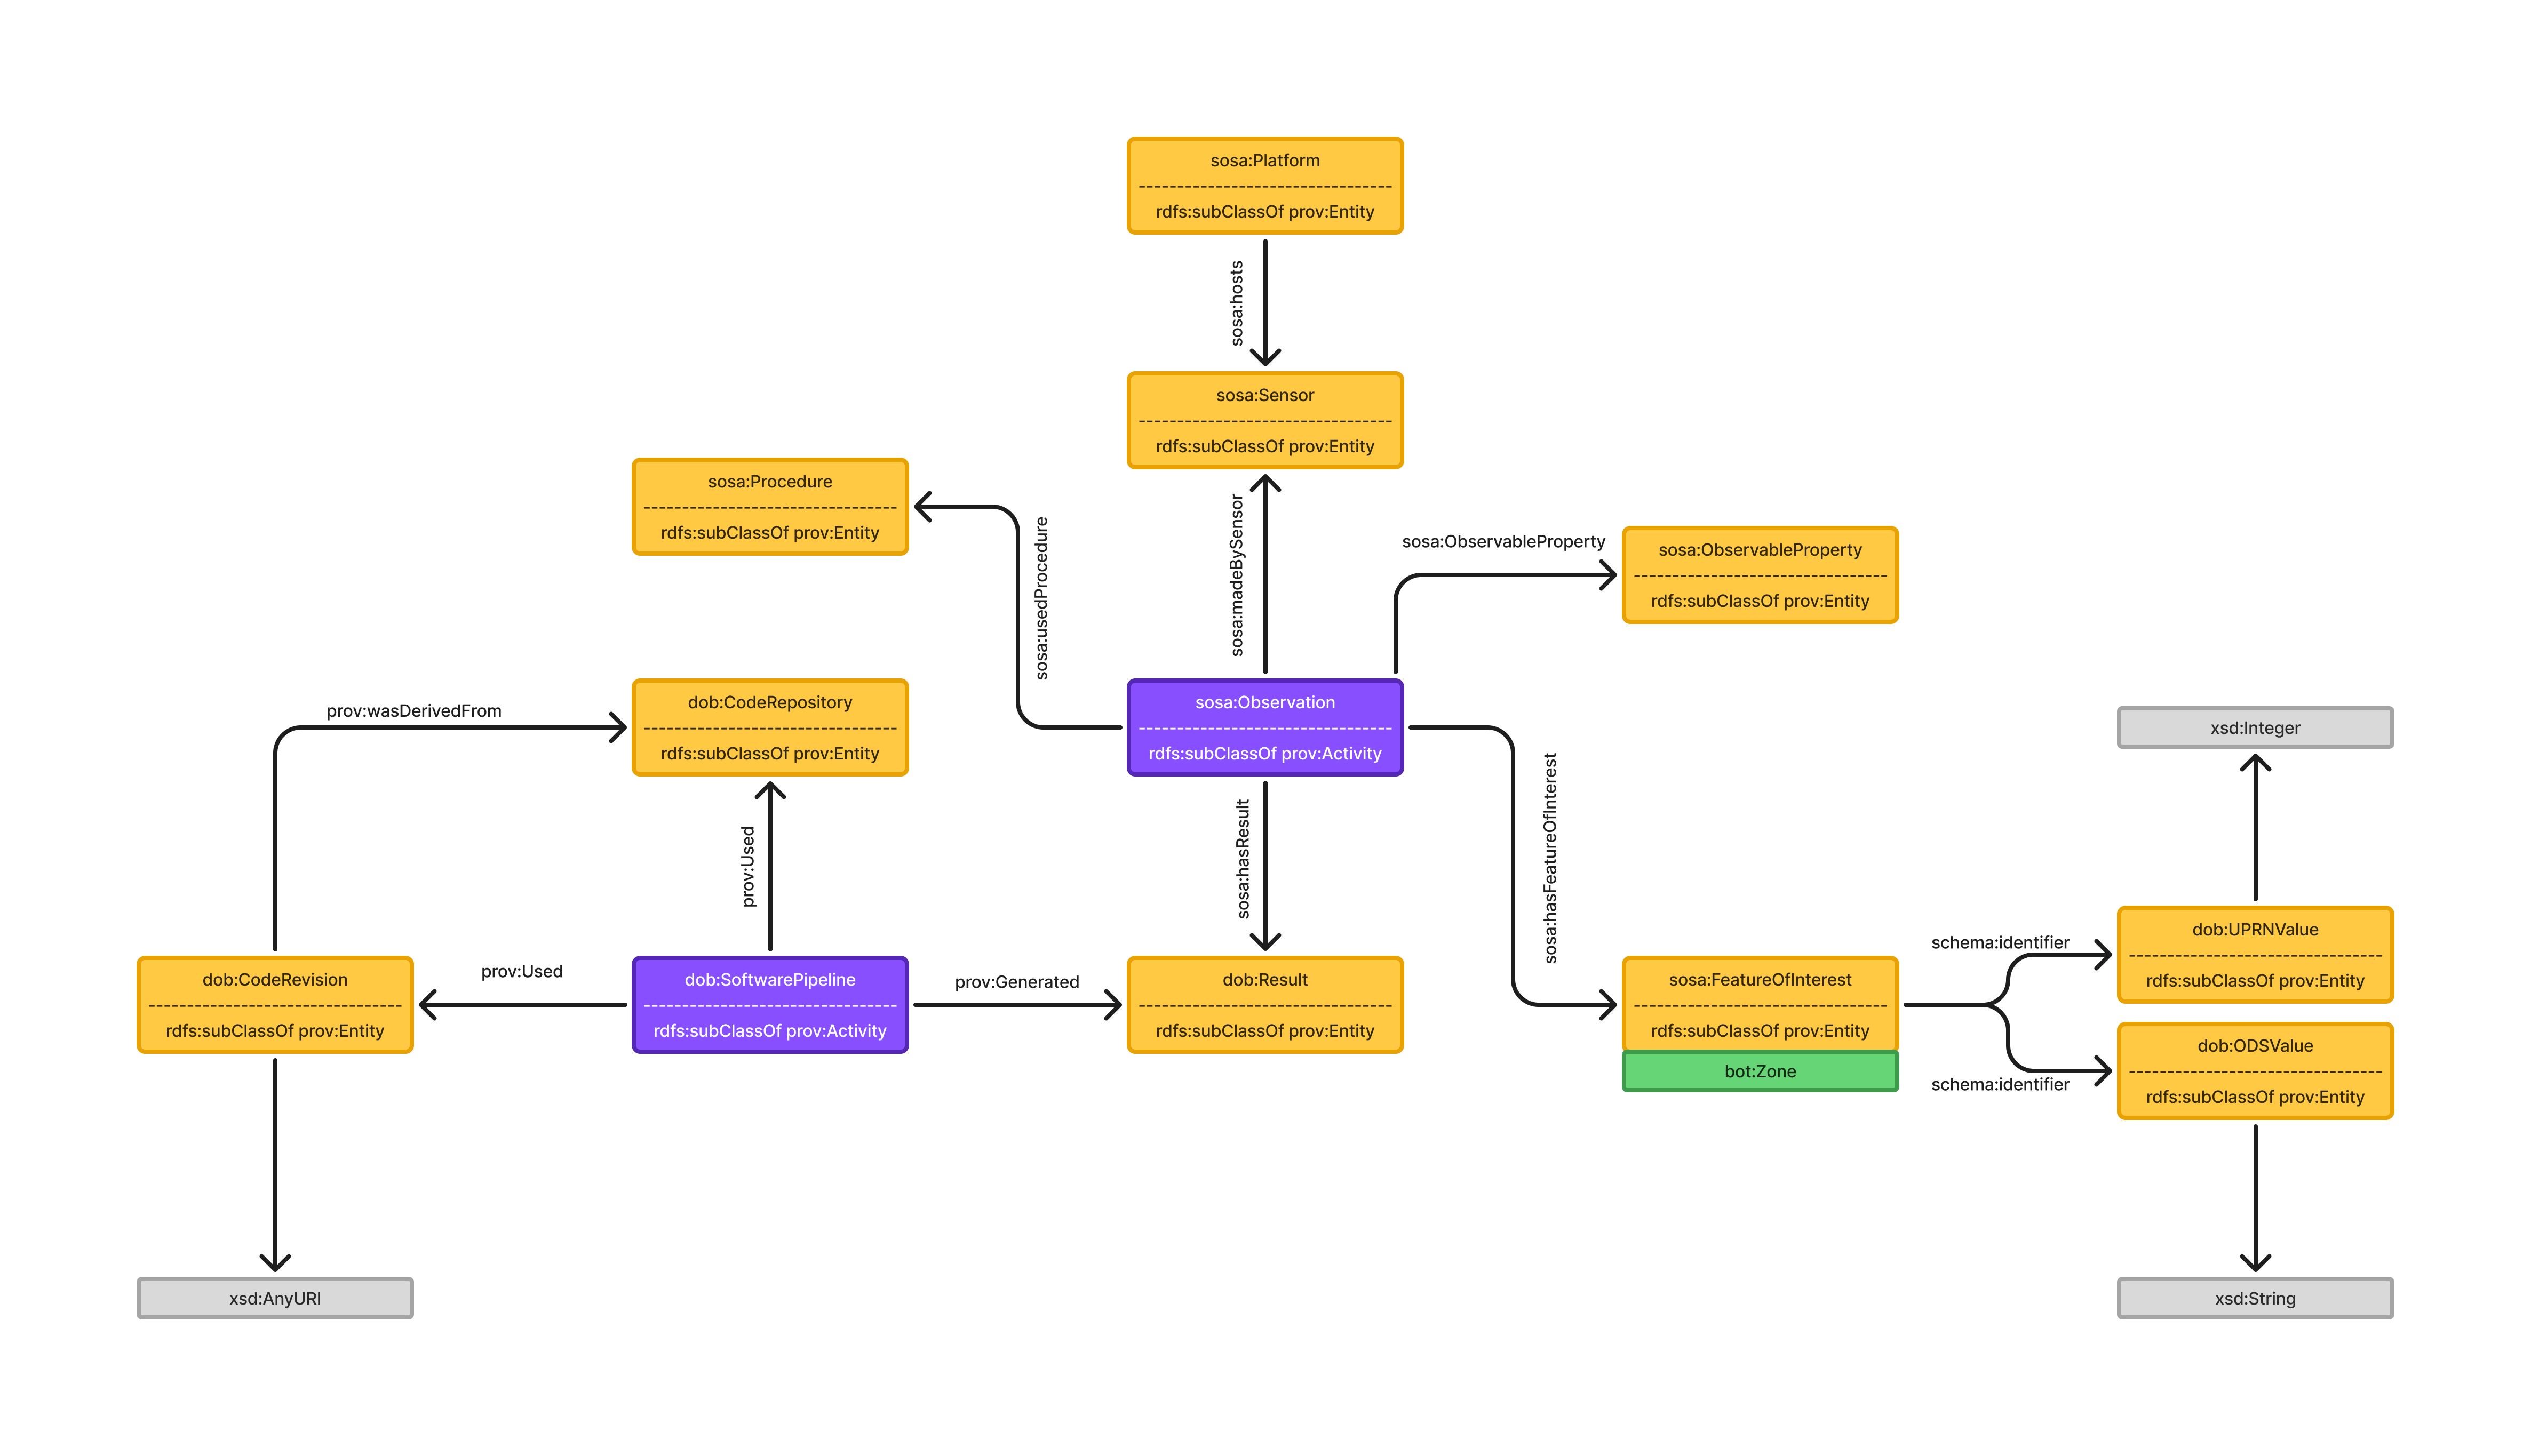 sosa:Platform
rdfs:subClassOf prov:Entity
sosa:hosts
sosa:Sensor
rdfs:subClassOf prov:Entity
sosa:Procedure
rdfs:subClassOf prov:Entity
sosa:usedProcedure
sosa:madeBySensor
sosa:ObservableProperty
sosa:ObservableProperty
rdfs:subClassOf prov:Entity
prov:wasDerivedFrom
dob:CodeRepository
rdfs:subClassOf prov:Entity
sosa:Observation
rdfs:subClassOf prov:Activity
xsd:Integer
prov:Used
sosa:hasResult
sosa:hasFeatureOfInterest
dob:CodeRevision
rdfs:subClassOf prov:Entity
prov:Used
dob:SoftwarePipeline
rdfs:subClassOf prov:Activity
prov:Generated
dob:Result
rdfs:subClassOf prov:Entity
sosa:FeatureOfInterest
rdfs:subClassOf prov:Entity
bot:Zone
schema:identifier
schema:identifier
dob:UPRNValue
rdfs:subClassOf prov:Entity
dob:ODSValue
rdfs:subClassOf prov:Entity
xsd:AnyURI
xsd:String